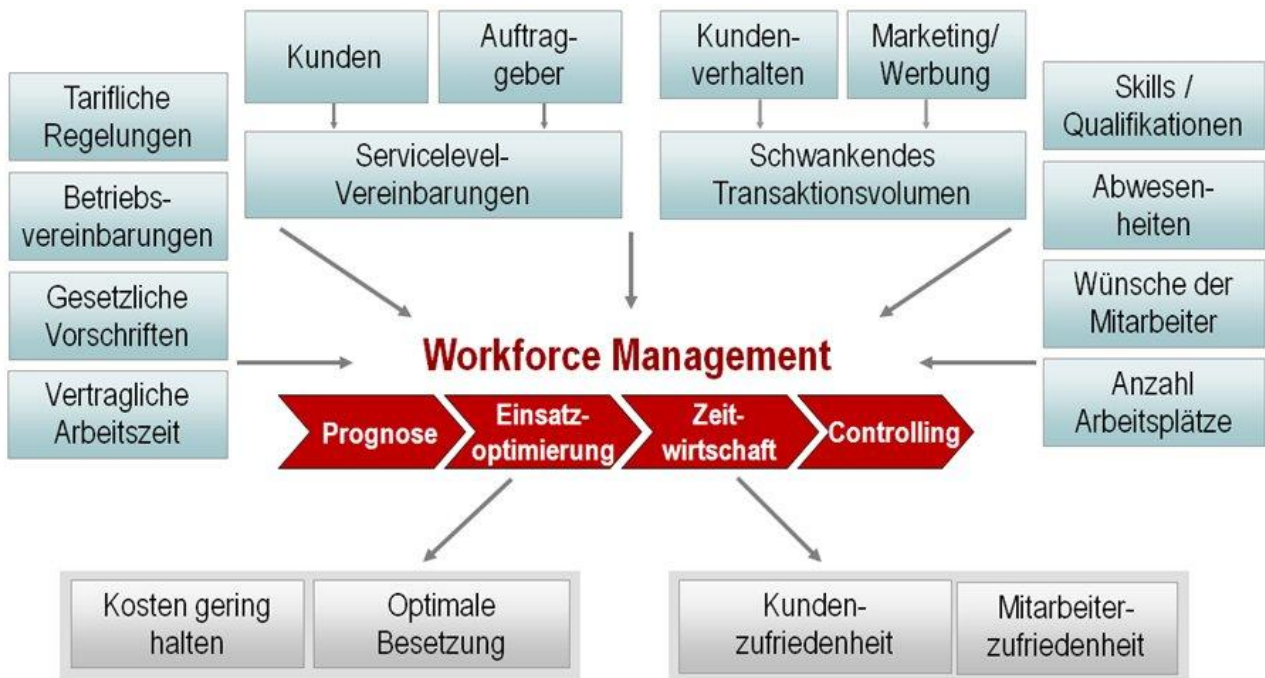 Kunden
Auftrag-
geber
Kunden-
verhalten
Marketing/
Werbung
Tarifliche
Regelungen
Servicelevel-
Vereinbarungen
Schwankendes
Transaktionsvolumen
Skills /
Qualifikationen
Betriebs-
vereinbarungen
Abwesen-
heiten
Gesetzliche
Vorschriften
Wünsche der
Mitarbeiter
Vertragliche
Arbeitszeit
Anzahl
Arbeitsplätze
Workforce Management
Prognose
Einsatz-
optimierung
Zeit-
wirtschaft
Controlling
Kosten gering
halten
Optimale
Besetzung
Kunden-
zufriedenheit
Mitarbeiter-
zufriedenheit